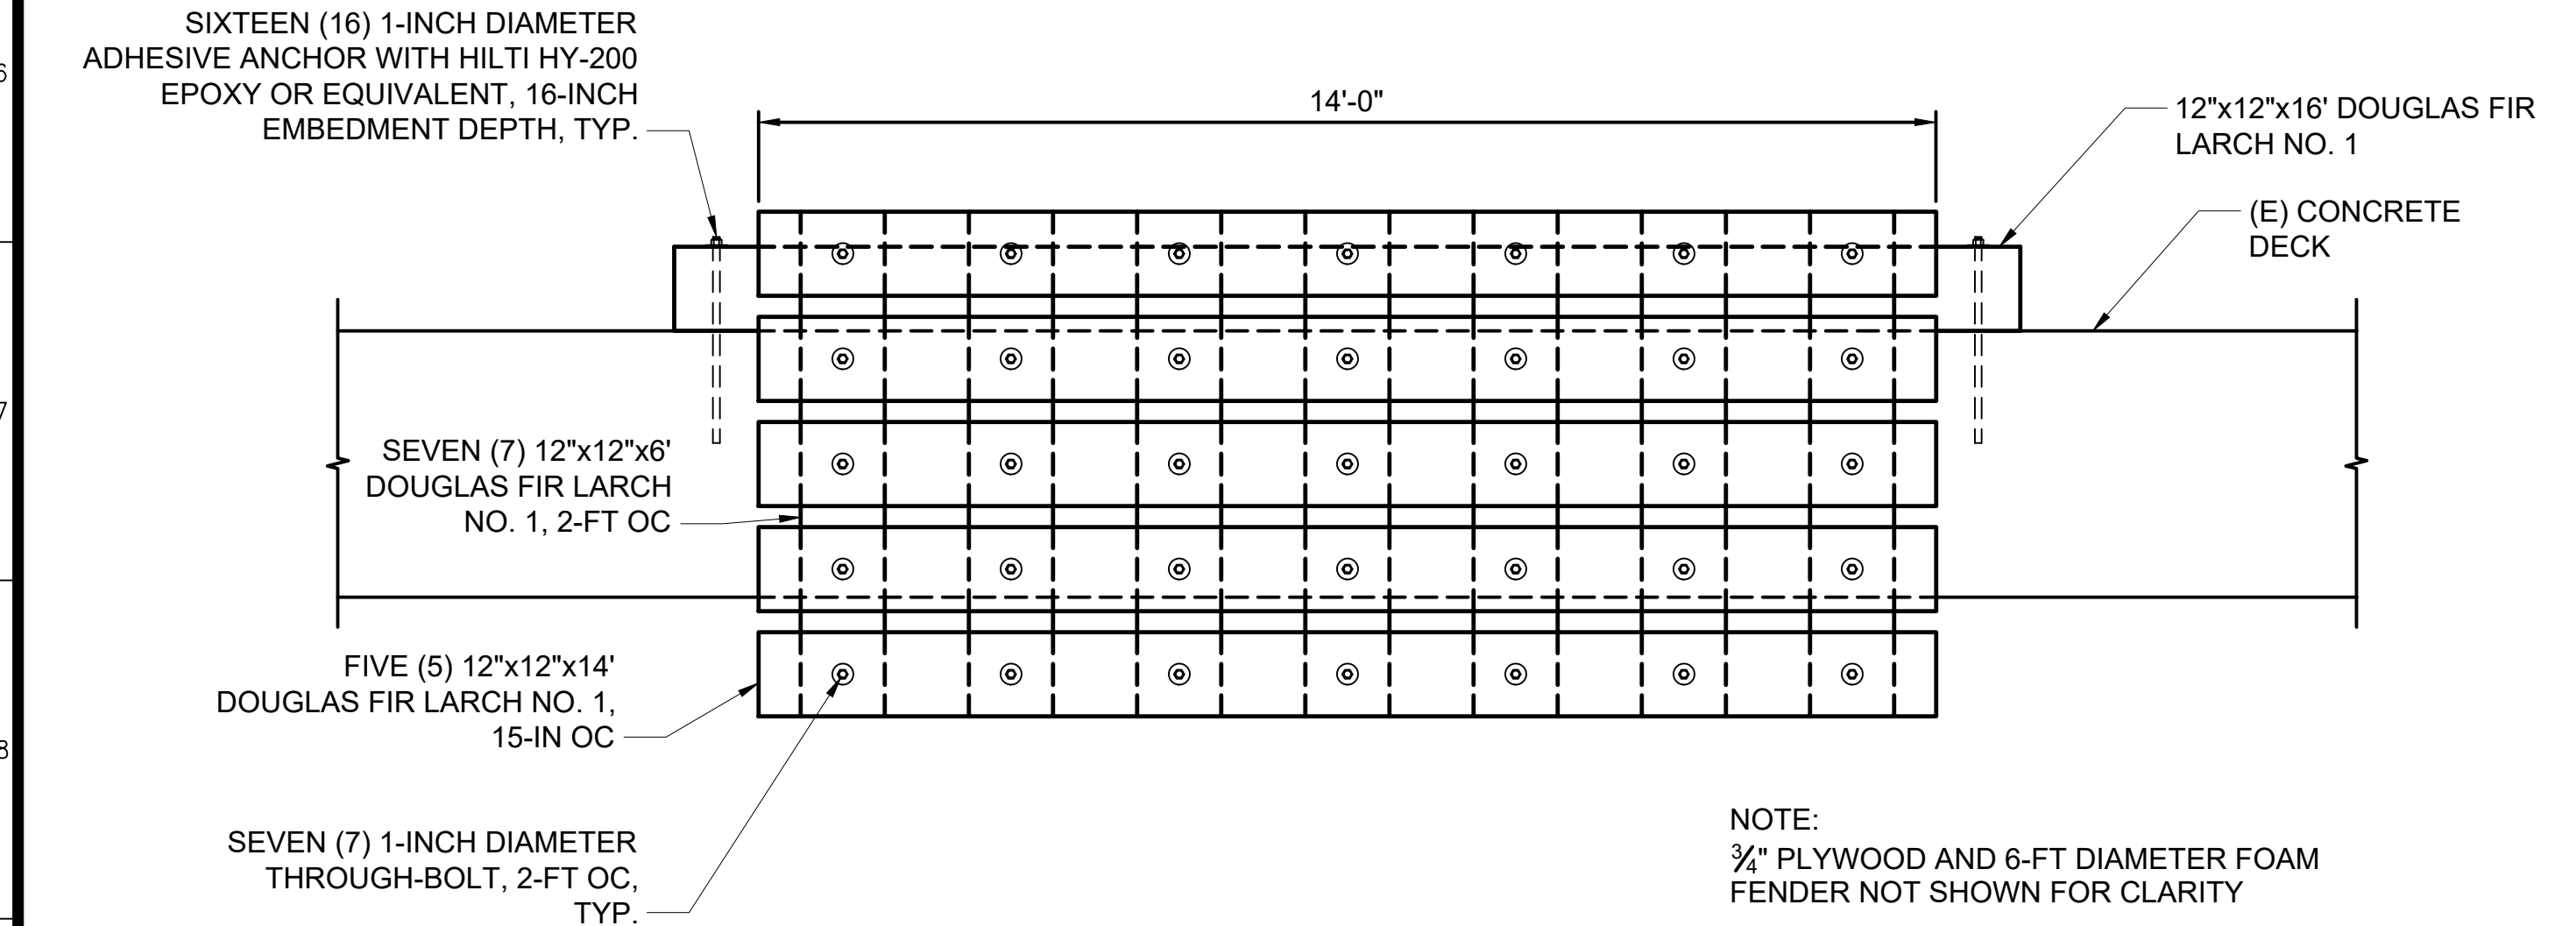 SIXTEEN (16) 1-INCH DIAMETER
ADHESIVE ANCHOR WITH HILTI HY-200
EPOXY OR EQUIVALENT, 16-INCH
EMBEDMENT DEPTH, TYP.
14'-0"
12"x12"x16' DOUGLAS FIR
LARCH NO. 1
(E) CONCRETE
DECK
6
7
8
SEVEN (7) 12"x12"x6'
DOUGLAS FIR LARCH
NO. 1, 2-FT OC
FIVE (5) 12"x12"x14'
DOUGLAS FIR LARCH NO. 1,
15-IN OC
SEVEN (7) 1-INCH DIAMETER
THROUGH-BOLT, 2-FT OC,
TYP.
NOTE:
¾" PLYWOOD AND 6-FT DIAMETER FOAM
FENDER NOT SHOWN FOR CLARITY